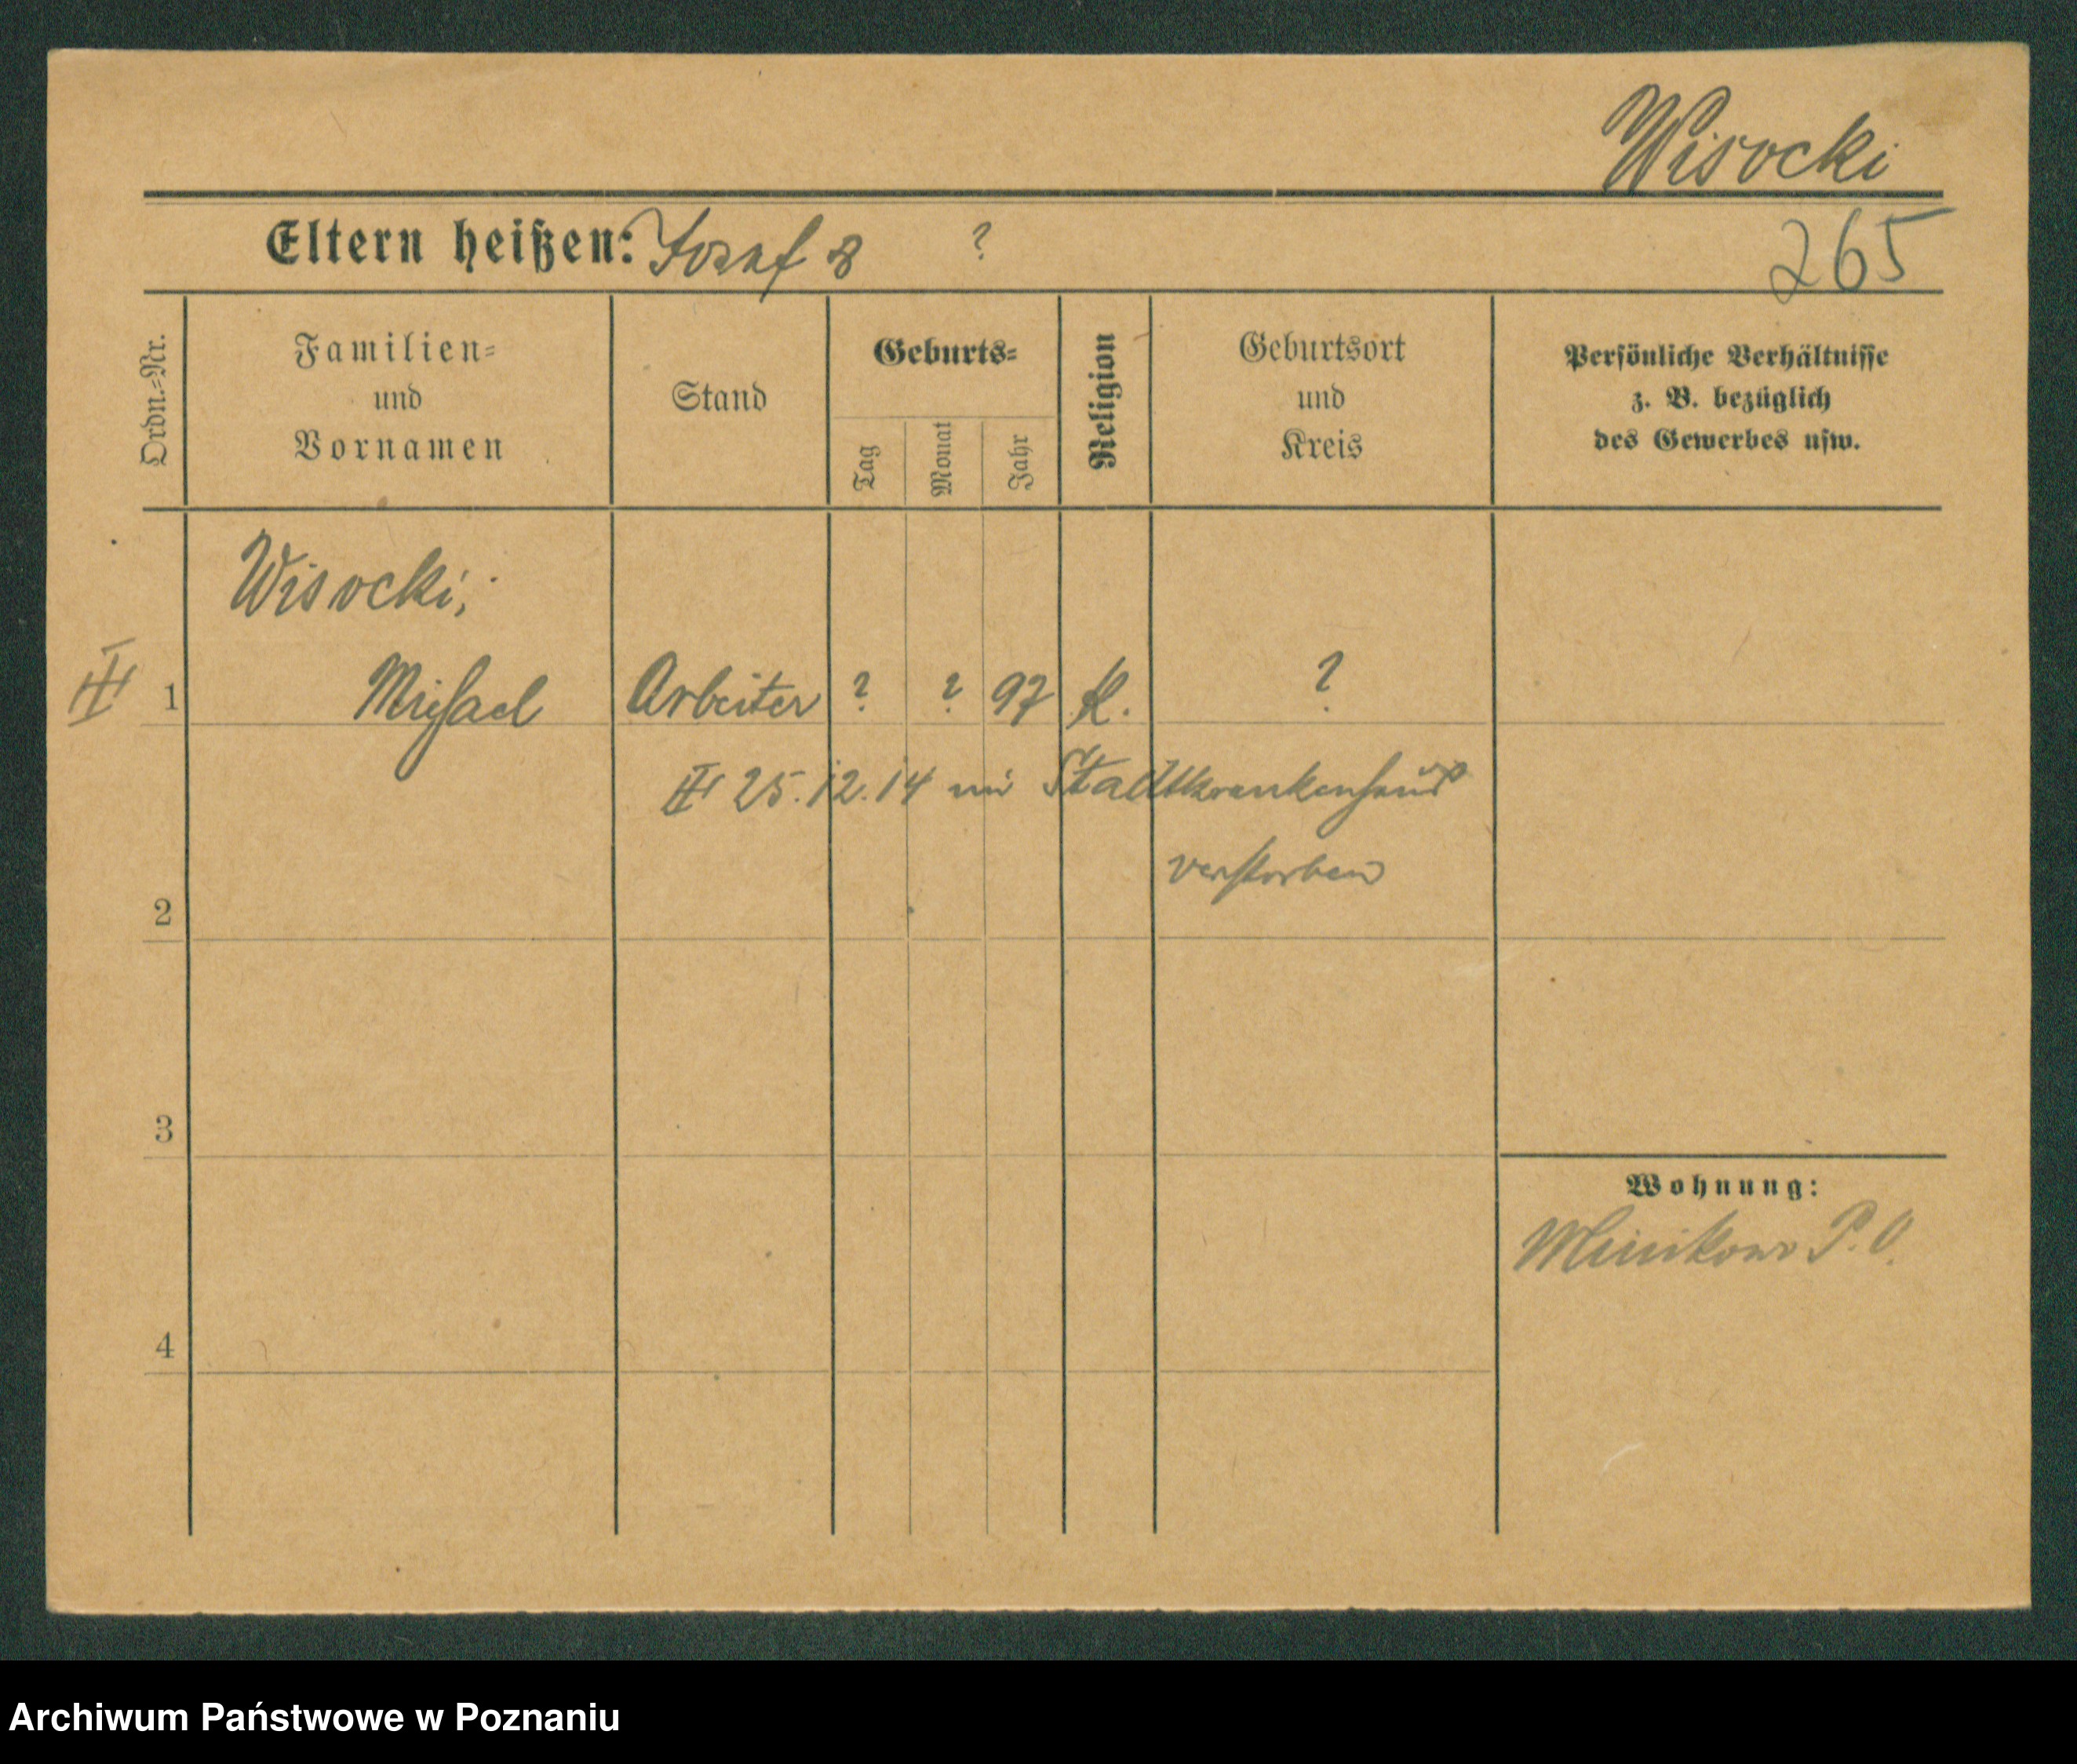 Wisocki
Eltern heißen: Josef & ?
265
Ordn.-Nr.
Familien-
und
Vornamen
Stand
Geburts-
Tag
Monat
Jahr
Religion
Geburtsort
und
Kreis
Persönliche Verhältnisse
z. B. bezüglich
des Gewerbes usw.
Wisocki,
1 Arbeiter ? ? 97 K. ?
25.12.14 im Stadtkrankenhaus
verstorben
2
3
Wohnung:
Minikowo P.O.
4
Archiwum Państwowe w Poznaniu